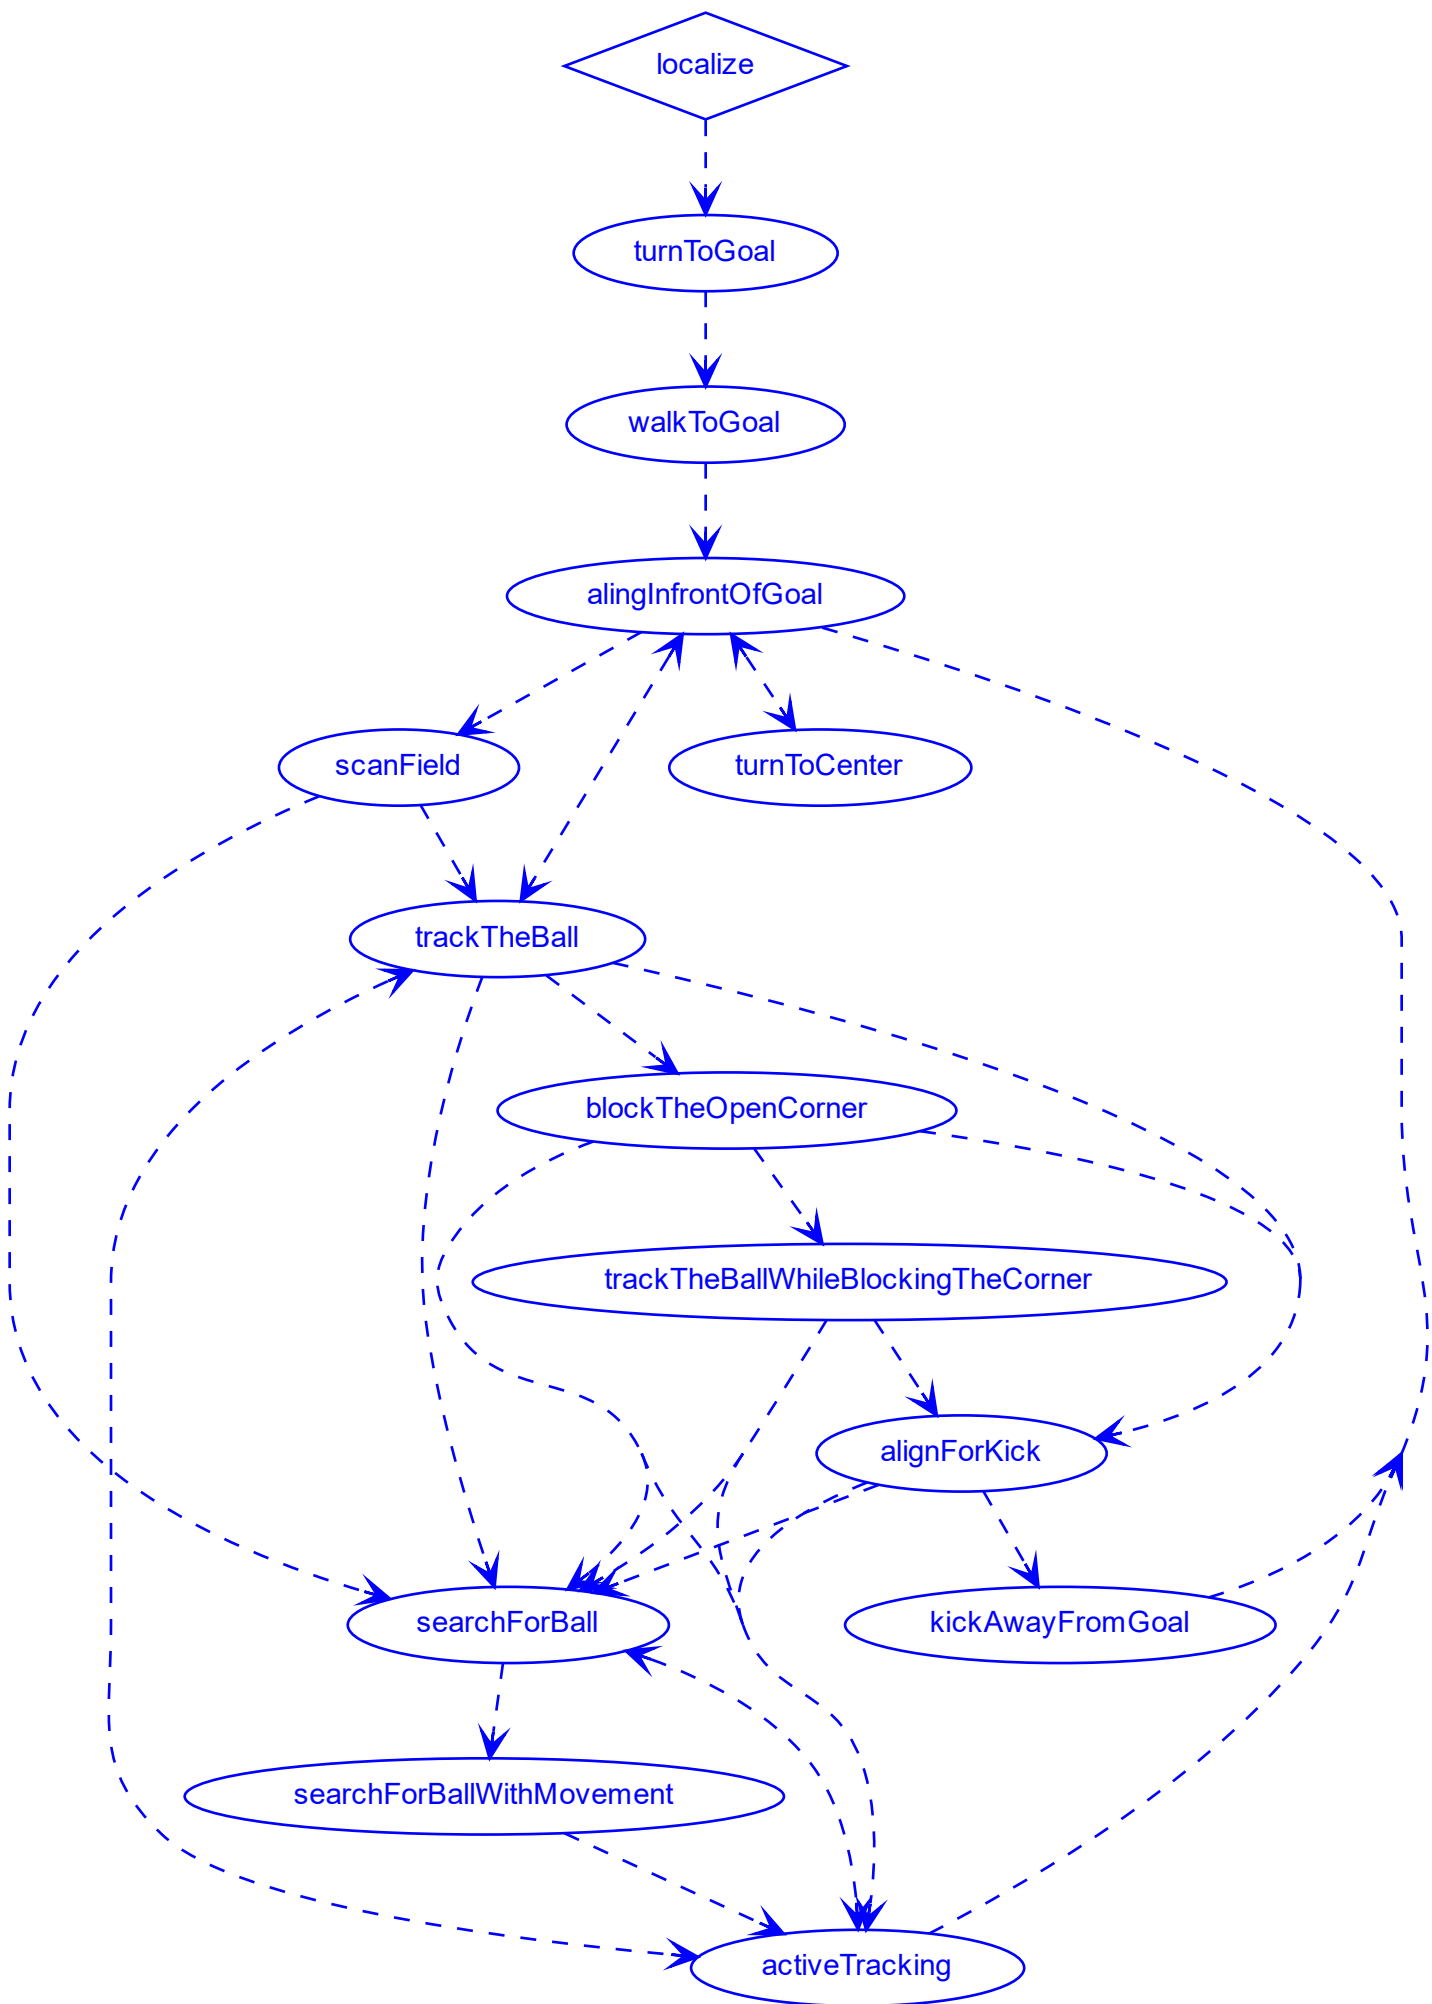 localize
turnToGoal
walkToGoal
alingInfrontOfGoal
scanField
turnToCenter
trackTheBall
blockTheOpenCorner
trackTheBallWhileBlockingTheCorner
alignForKick
searchForBall
kickAwayFromGoal
searchForBallWithMovement
activeTracking